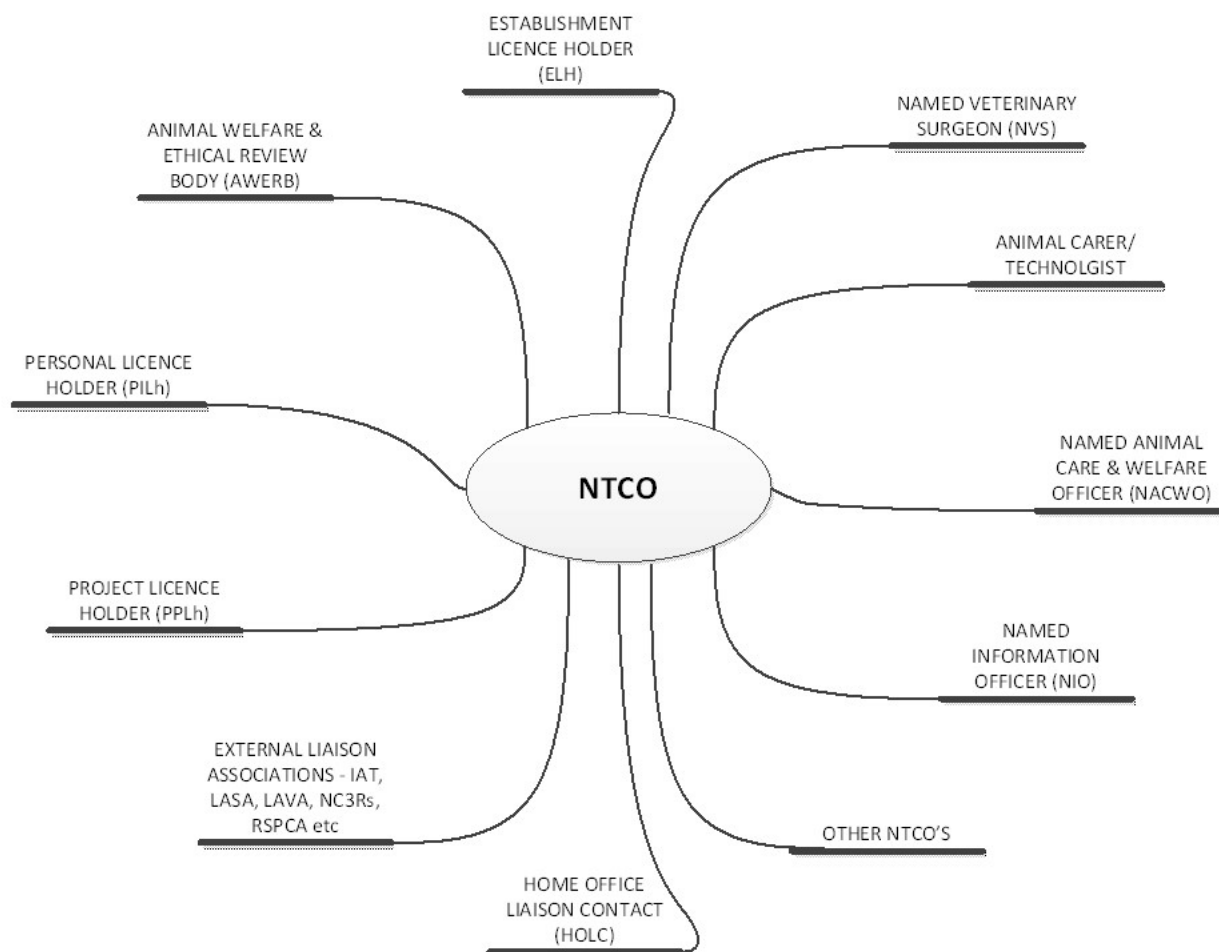 ESTABLISHMENT
LICENCE HOLDER
(ELH)
NAMED VETERINARY
SURGEON (NVS)
ANIMAL WELFARE &
ETHICAL REVIEW
BODY (AWERB)
ANIMAL CARER/
TECHNOLGIST
PERSONAL LICENCE
HOLDER (PILh)
NAMED ANIMAL
CARE & WELFARE
OFFICER (NACWO)
NTCO
PROJECT LICENCE
HOLDER (PPLh)
NAMED
INFORMATION
OFFICER (NIO)
EXTERNAL LIAISON
ASSOCIATIONS - IAT,
LASA, LAVA, NC3Rs,
RSPCA etc
OTHER NTCO'S
HOME OFFICE
LIAISON CONTACT
(HOLC)